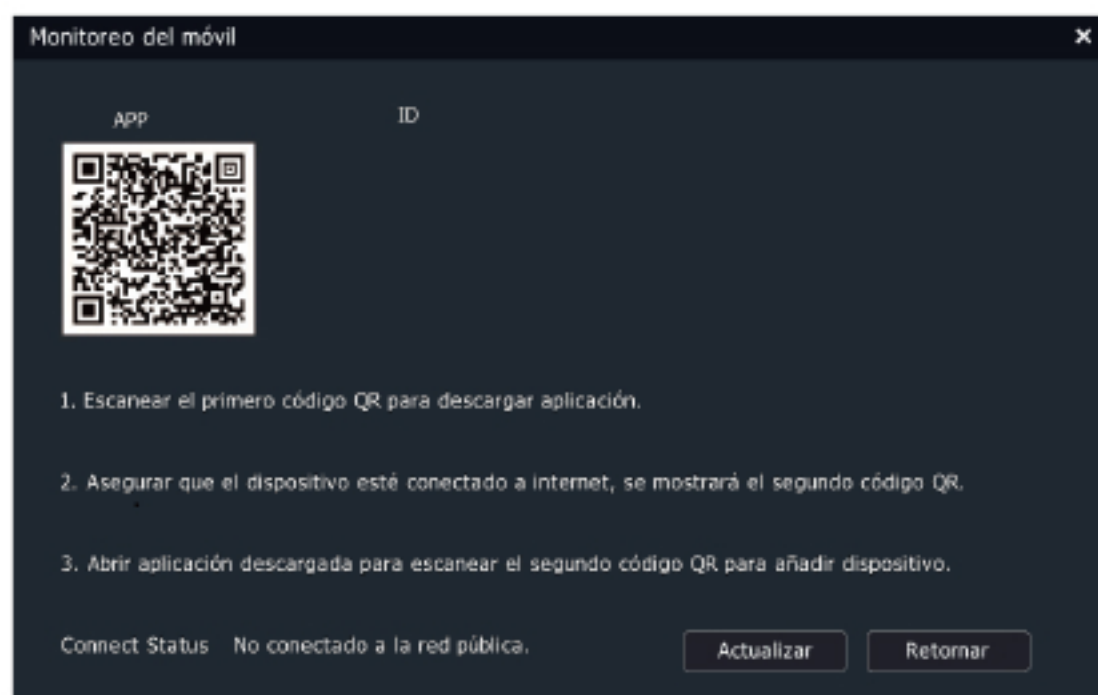 Monitoreo del móvil
APP
ID
1. Escanear el primero código QR para descargar aplicación.
2. Asegurar que el dispositivo esté conectado a internet, se mostrará el segundo código QR.
3. Abrir aplicación descargada para escanear el segundo código QR para añadir dispositivo.
Connect Status No conectado a la red pública.
Actualizar
Retornar